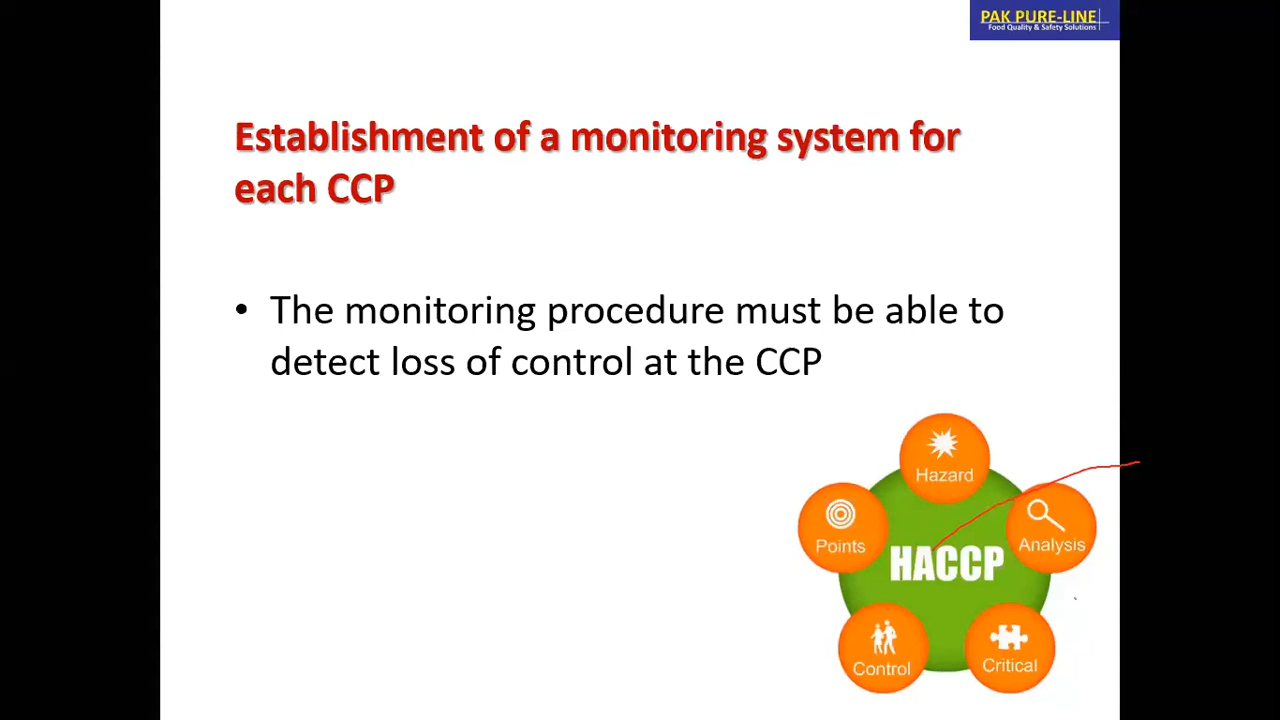 PAK PURE-LINE
Food Quality & Safety Solutions
Establishment of a monitoring system for
each CCP
• The monitoring procedure must be able to
detect loss of control at the CCP
Hazard
Points
Analysis
HACCP
Control
Critical